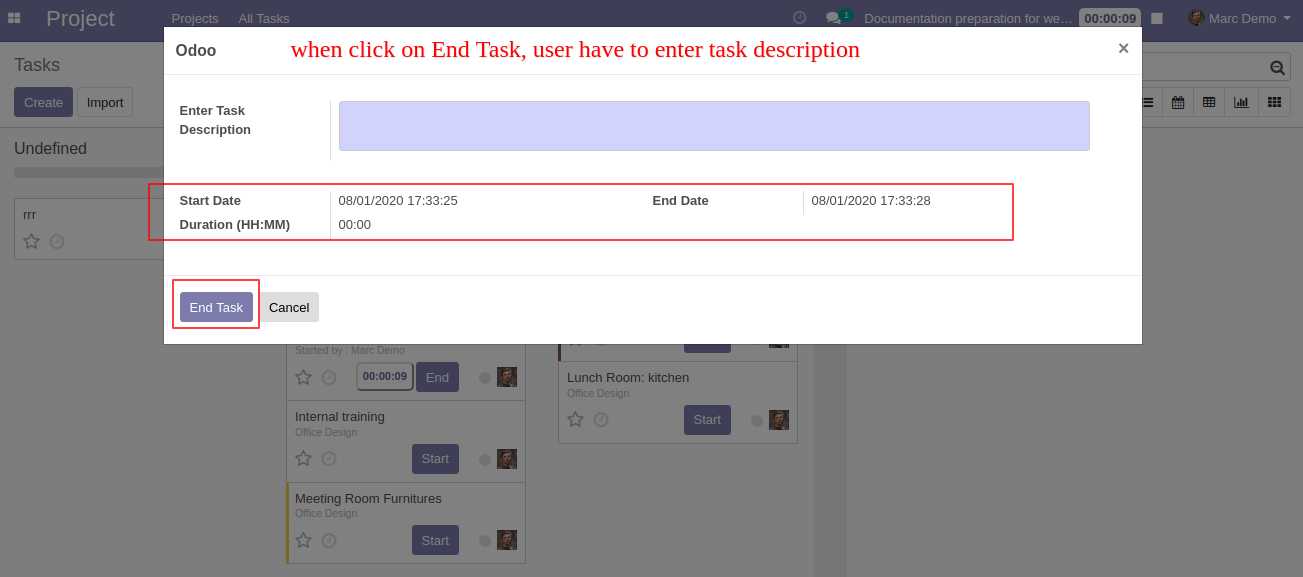 Project
Projects
All Tasks
1
Documentation preparation for we…
00:00:09
Marc Demo
Odoo
when click on End Task, user have to enter task description
×
Tasks
Create
Import
Enter Task
Description
Undefined
rrr
Start Date
08/01/2020 17:33:25
End Date
08/01/2020 17:33:28
Duration (HH:MM)
00:00
End Task
Cancel
Started by : Marc Demo
00:00:09
End
Internal training
Office Design
Start
Meeting Room Furnitures
Office Design
Start
Lunch Room: kitchen
Office Design
Start